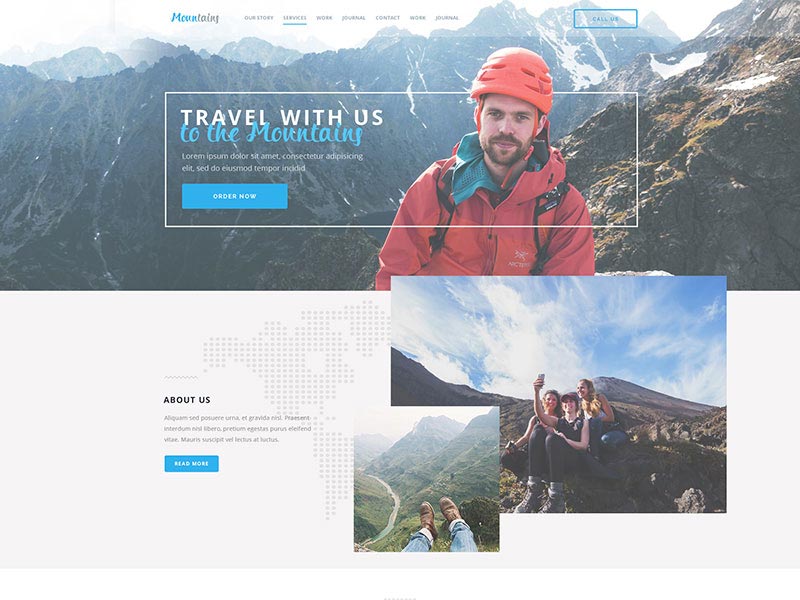 Mountains
OUR STORY SERVICES WORK JOURNAL CONTACT WORK JOURNAL
CALL US
TRAVEL WITH US
to the Mountains
Lorem ipsum dolor sit amet, consectetur adipisicing
elit, sed do eiusmod tempor incidid
ORDER NOW
ARC'TERYX
ABOUT US
Aliquam sed posuere urna, et gravida nisl. Praesent
interdum nisl libero, pretium egestas purus eleifend
vitae. Mauris suscipit vel lectus at luctus.
READ MORE